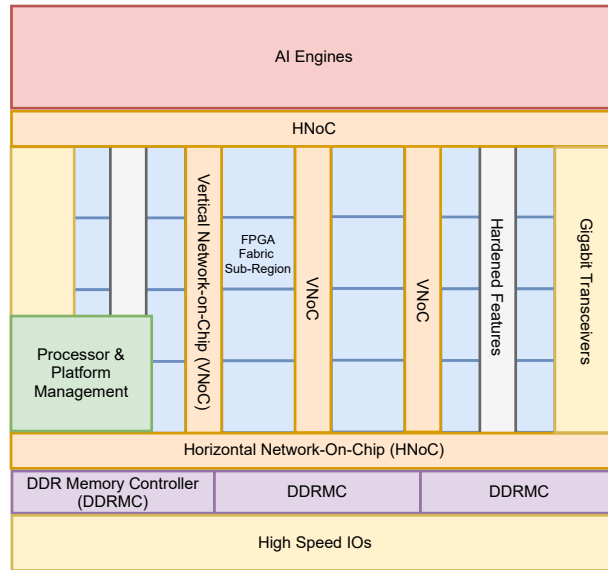 AI Engines
HNoC
Vertical Network-on-Chip (VNoC)
FPGA
Fabric
Sub-Region
VNoC
VNoC
Hardened Features
Gigabit Transceivers
Processor &
Platform
Management
Horizontal Network-On-Chip (HNoC)
DDR Memory Controller
(DDRMC)
DDRMC
DDRMC
High Speed IOs